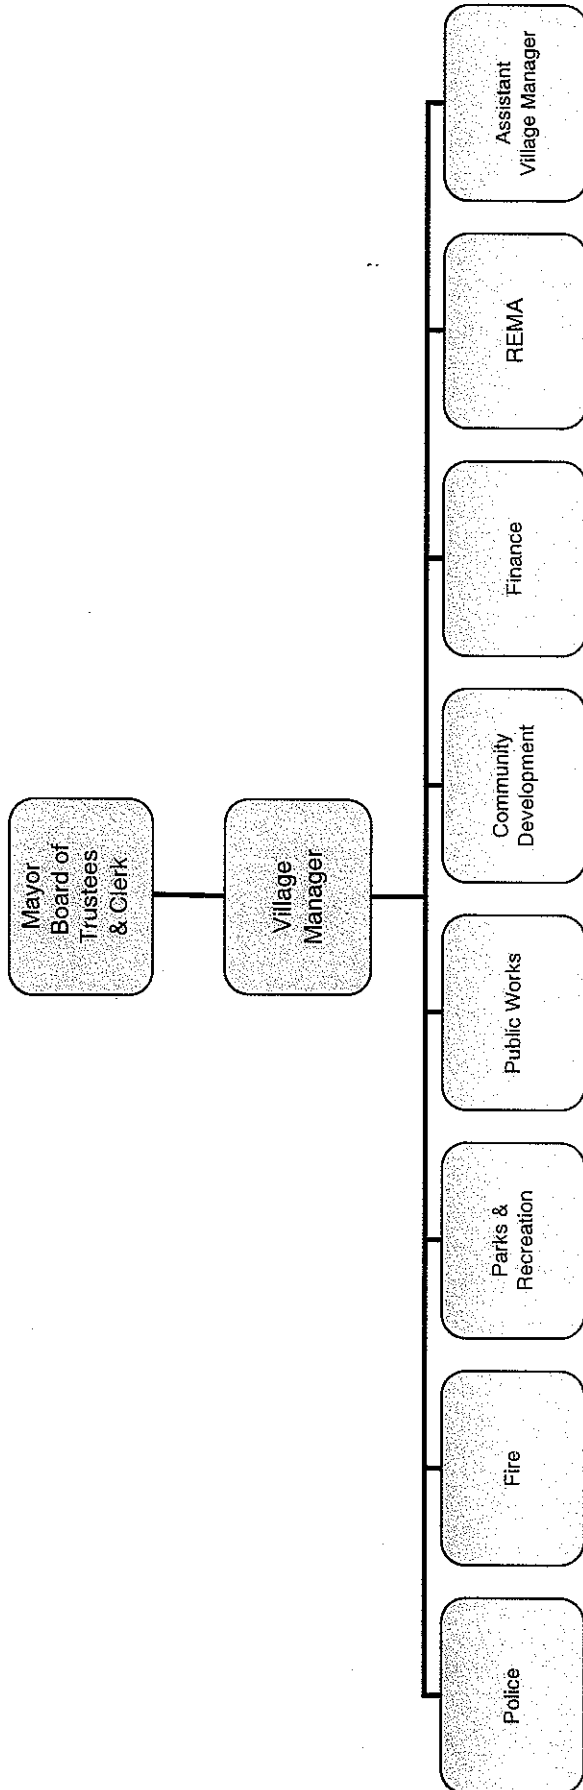 Mayor
Board of
Trustees
& Clerk
Village
Manager
Police
Fire
Parks &
Recreation
Public Works
Community
Development
Finance
REMA
Assistant
Village Manager